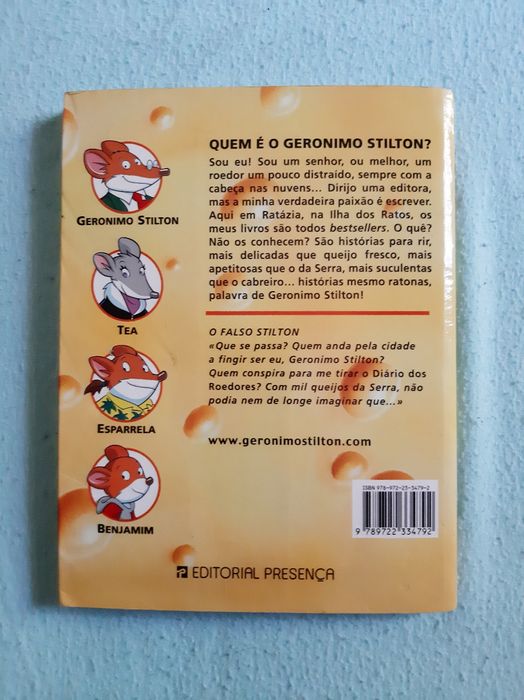 QUEM É O GERONIMO STILTON?
Sou eu! Sou um senhor, ou melhor, um
roedor um pouco distraído, sempre com a
cabeça nas nuvens... Dirijo uma editora,
mas a minha verdadeira paixão é escrever.
Aqui em Ratázia, na Ilha dos Ratos, os
meus livros são todos bestsellers. O quê?
Não os conhecem? São histórias para rir,
mais delicadas que queijo fresco, mais
apetitosas que o da Serra, mais suculentas
que o cabreiro... histórias mesmo ratonas,
palavra de Geronimo Stilton!
GERONIMO STILTON
TEA
ESPARRELA
BENJAMIM
O FALSO STILTON
«Que se passa? Quem anda pela cidade
a fingir ser eu, Geronimo Stilton?
Quem conspira para me tirar o Diário dos
Roedores? Com mil queijos da Serra, não
podia nem de longe imaginar que...»
www.geronimostilton.com
ISBN 978-972-23-3479-2
9 789722 334792
EDITORIAL PRESENÇA